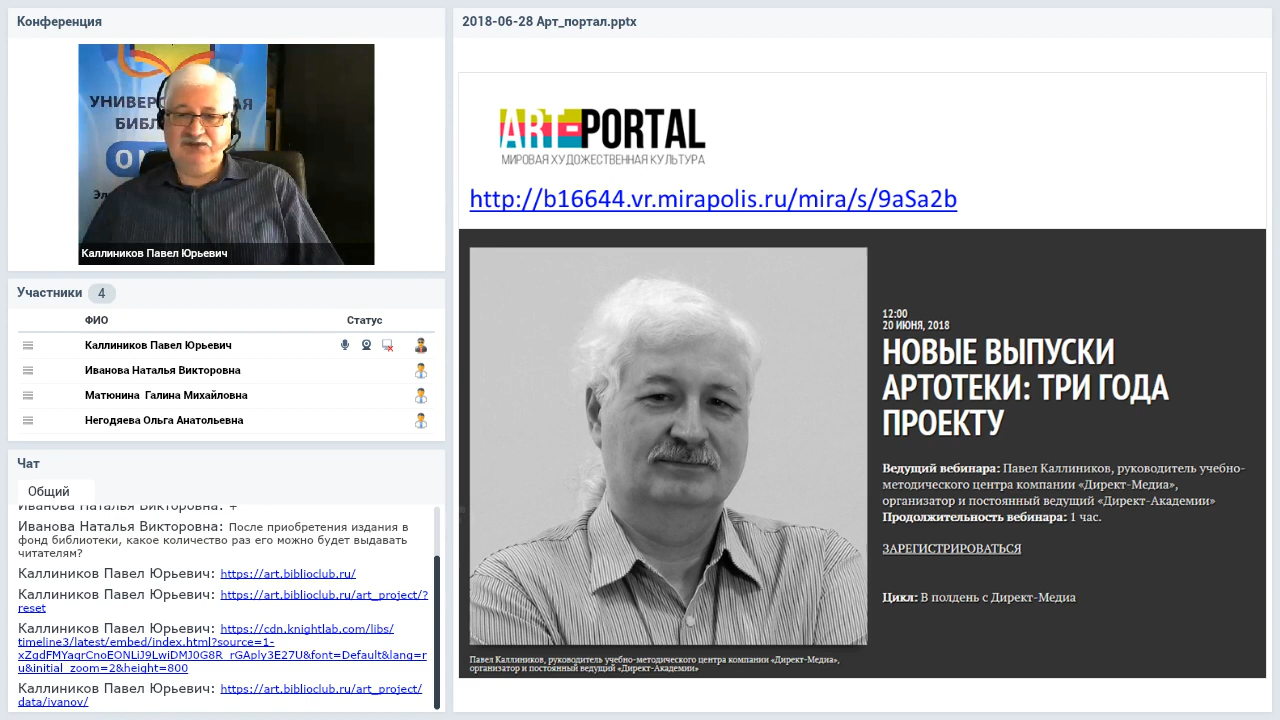 Конференция
УНИВЕР
АЯ
БИБЛ
Каллиников Павел Юрьевич
Участники 4
ФИО Статус
Каллиников Павел Юрьевич
Иванова Наталья Викторовна
Матюнина Галина Михайловна
Негодяева Ольга Анатольевна
Чат
Общий
Иванова Наталья Викторовна: +
Иванова Наталья Викторовна: После приобретения издания в
фонд библиотеки, какое количество раз его можно будет выдавать
читателям?
Каллиников Павел Юрьевич: https://art.biblioclub.ru/
Каллиников Павел Юрьевич: https://art.biblioclub.ru/art_project/?
reset
Каллиников Павел Юрьевич: https://cdn.knightlab.com/libs/
timeline3/latest/embed/index.html?source=1-
xZgdFMYaqrCnoEONLiJ9LwiDMJ0G8R_rGAply3E27U&font=Default&lang=r
u&initial_zoom=2&height=800
Каллиников Павел Юрьевич: https://art.biblioclub.ru/art_project/
data/ivanov/
2018-06-28 Арт_портал.pptx
ART-PORTAL
МИРОВАЯ ХУДОЖЕСТВЕННАЯ КУЛЬТУРА
http://b16644.vr.mirapolis.ru/mira/s/9aSa2b
12:00
20 ИЮНЯ, 2018
НОВЫЕ ВЫПУСКИ
АРТОТЕКИ: ТРИ ГОДА
ПРОЕКТУ
Ведущий вебинара: Павел Каллиников, руководитель учебно-
методического центра компании «Директ-Медиа»,
организатор и постоянный ведущий «Директ-Академии»
Продолжительность вебинара: 1 час.
ЗАРЕГИСТРИРОВАТЬСЯ
Цикл: В полдень с Директ-Медиа
Павел Каллиников, руководитель учебно-методического центра компании «Директ-Медиа»,
организатор и постоянный ведущий «Директ-Академии»